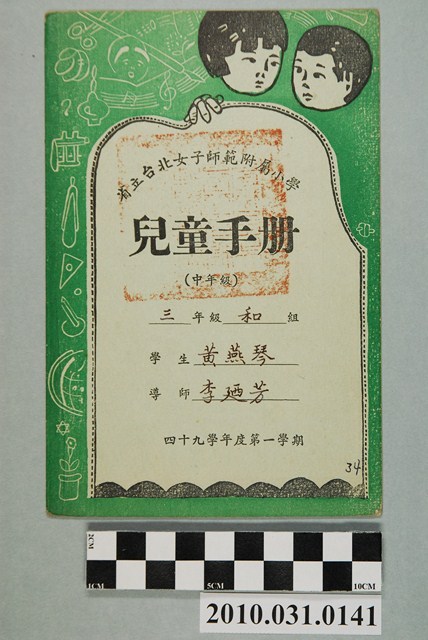 省立台北女子師範附屬小學
兒童手册
(中年級)
三年級和組
學生黃燕琴
導師李廼芳
四十九學年度第一學期
34
2CM
1CM 5CM 10CM
2010.031.0141